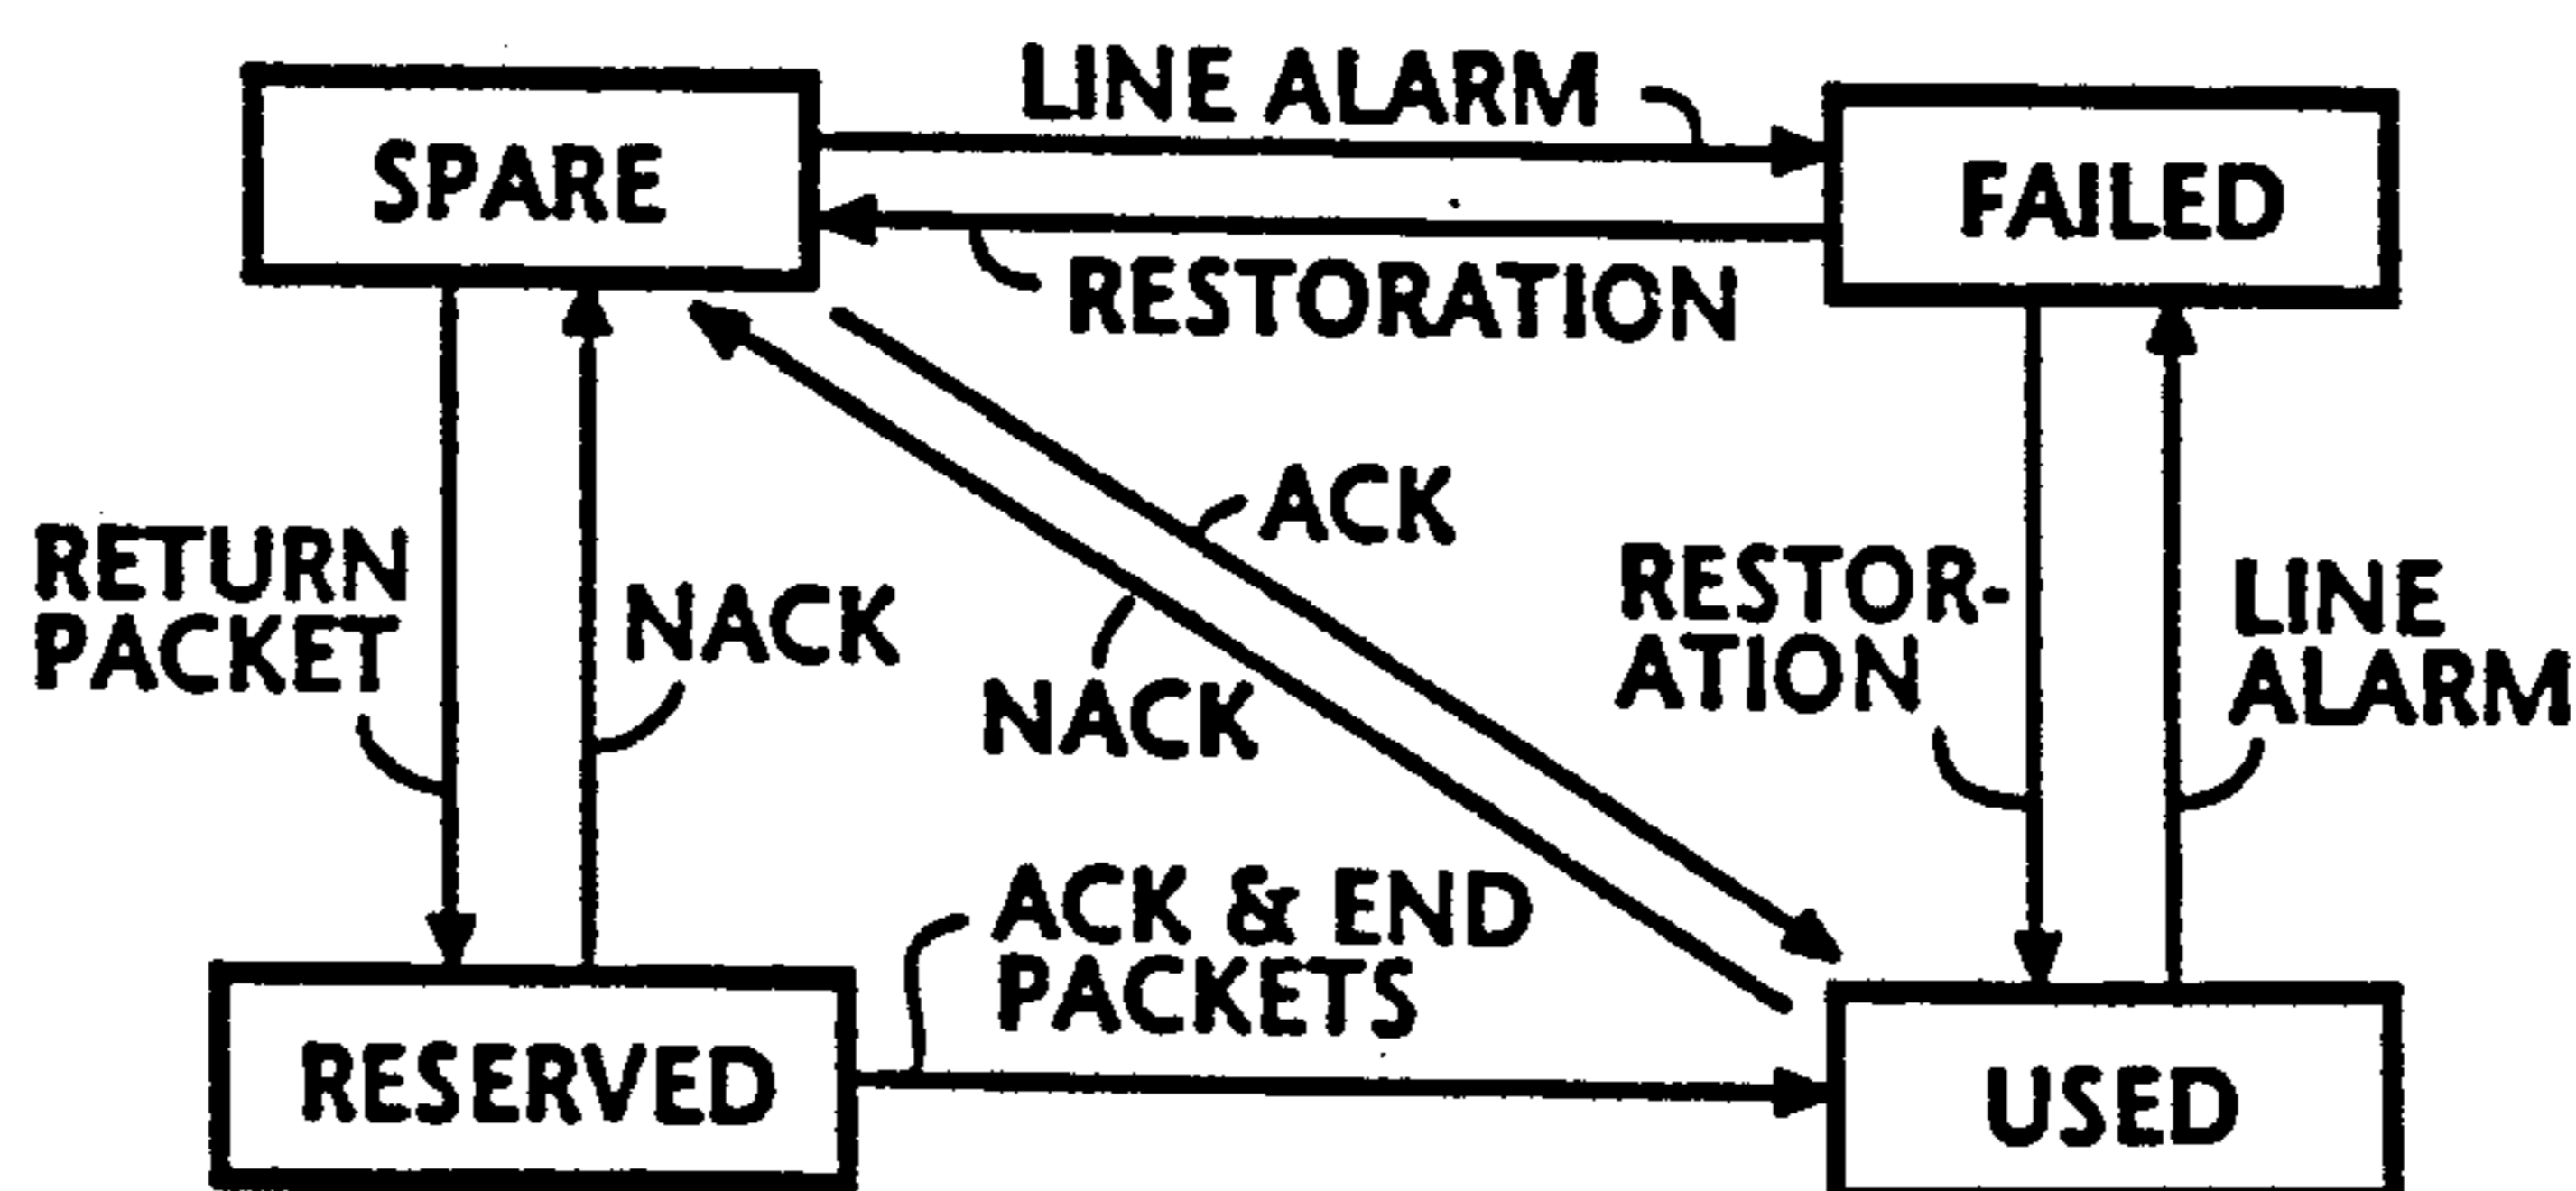 LINE ALARM
SPARE
FAILED
RESTORATION
ACK
RETURN
PACKET
NACK
NACK
RESTOR-
ATION
LINE
ALARM
ACK & END
PACKETS
RESERVED
USED